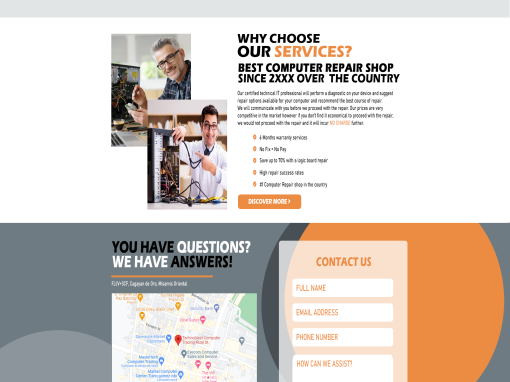 WHY CHOOSE
OUR SERVICES?
BEST COMPUTER REPAIR SHOP
SINCE 2XXX OVER THE COUNTRY
Our certified technical IT professional will perform a diagnostic on your device and suggest
repair options available for your computer and recommend the best course of repair.
We will communicate with you before we proceed with the repair. Our prices are very
competitive in the market however if you don't find it economical to proceed with the repair,
we would not proceed with the repair and it will incur NO CHARGE further.
6 Months warranty services
No Fix = No Pay
Save up to 70% with a logic board repair
High repair success rates
#1 Computer Repair shop in the country
DISCOVER MORE >
YOU HAVE QUESTIONS?
WE HAVE ANSWERS!
Cagayan de Oro, Misamis Oriental
CONTACT US
FULL NAME
EMAIL ADDRESS
PHONE NUMBER
HOW CAN WE ASSIST?
Technoblast Computer
Computer